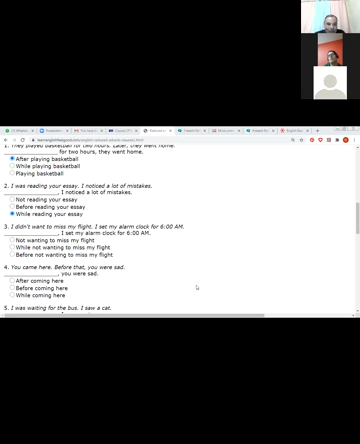 1. They played basketball for two hours. Later, they went home.
________________ for two hours, they went home.
After playing basketball
While playing basketball
Playing basketball
2. I was reading your essay. I noticed a lot of mistakes.
________________, I noticed a lot of mistakes.
Not reading your essay
Before reading your essay
While reading your essay
3. I didn't want to miss my flight. I set my alarm clock for 6:00 AM.
________________, I set my alarm clock for 6:00 AM.
Not wanting to miss my flight
While not wanting to miss my flight
Before not wanting to miss my flight
4. You came here. Before that, you were sad.
________________, you were sad.
After coming here
Before coming here
While coming here
5. I was waiting for the bus. I saw a cat.